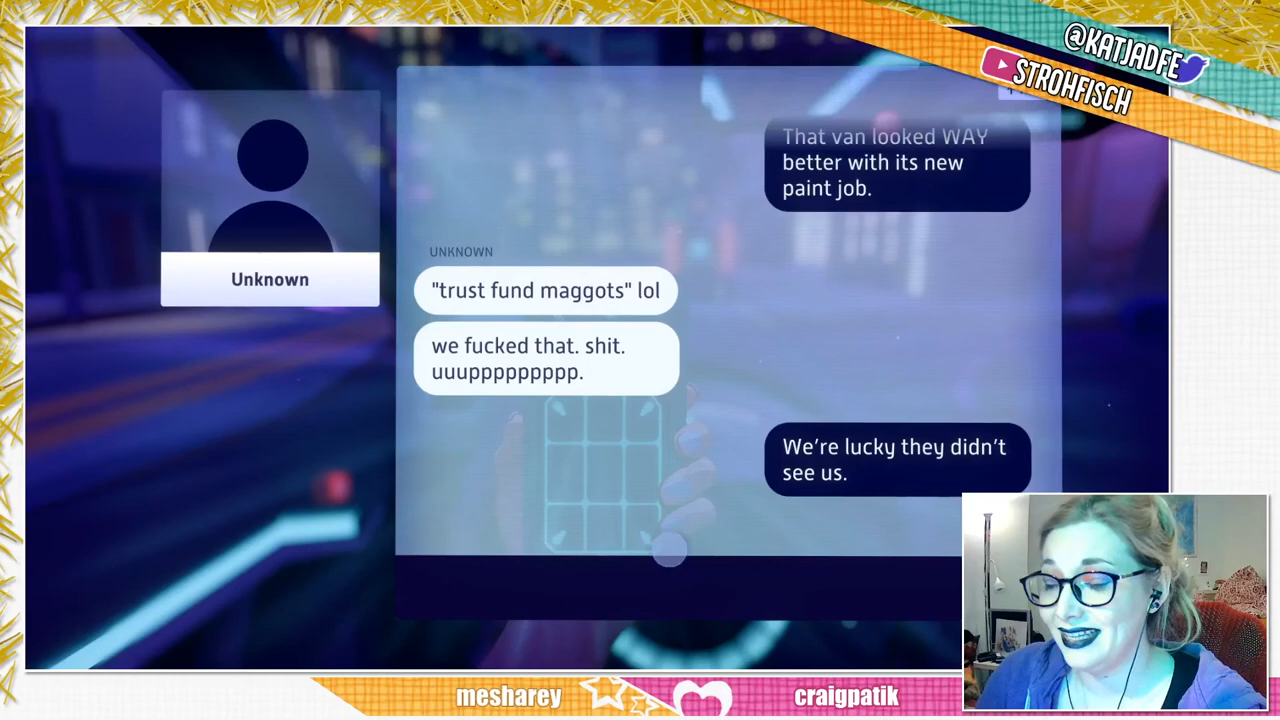 @KATJADFE
STROHFISCH
That van looked WAY
better with its new
paint job.
Unknown
UNKNOWN
"trust fund maggots" lol
we fucked that. shit.
uuuppppppppp.
We're lucky they didn't
see us.
mesharey
craigpatik